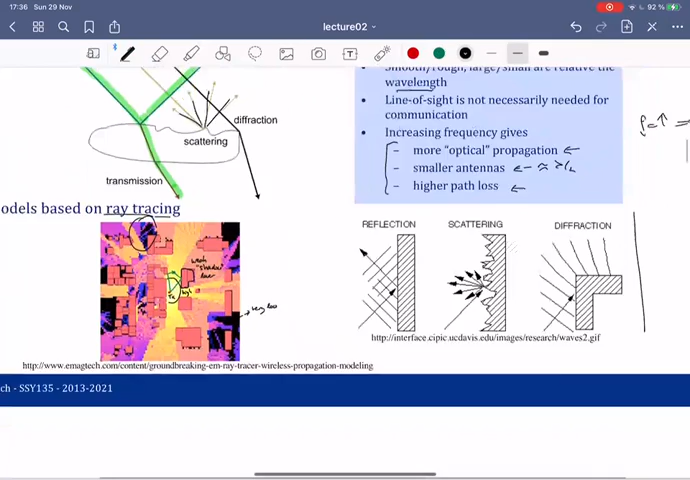 17:36 Sun 29 Nov
92 %
lecture02
T
Smooth/rough, large/small are relative the
wavelength
• Line-of-sight is not necessarily needed for
communication
• Increasing frequency gives
– more "optical" propagation
– smaller antennas
– higher path loss
diffraction
scattering
transmission
odels based on ray tracing
REFLECTION
SCATTERING
DIFFRACTION
http://interface.cipic.ucdavis.edu/images/research/waves2.gif
http://www.emagtech.com/content/groundbreaking-em-ray-tracer-wireless-propagation-modeling
ch - SSY135 - 2013-2021